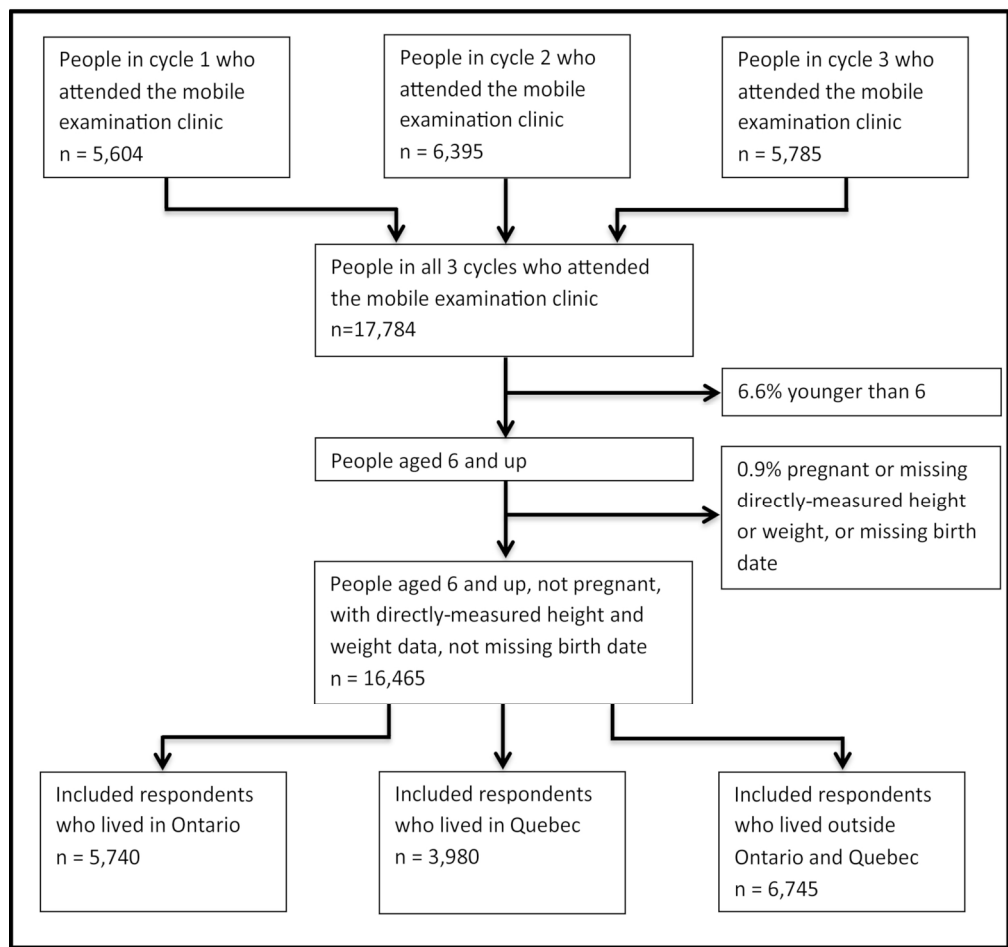 People in cycle 1 who
attended the mobile
examination clinic
n = 5,604
People in cycle 2 who
attended the mobile
examination clinic
n = 6,395
People in cycle 3 who
attended the mobile
examination clinic
n = 5,785
People in all 3 cycles who attended
the mobile examination clinic
n=17,784
6.6% younger than 6
People aged 6 and up
0.9% pregnant or missing
directly-measured height
or weight, or missing birth
date
People aged 6 and up, not pregnant,
with directly-measured height and
weight data, not missing birth date
n = 16,465
Included respondents
who lived in Ontario
n = 5,740
Included respondents
who lived in Quebec
n = 3,980
Included respondents
who lived outside
Ontario and Quebec
n = 6,745